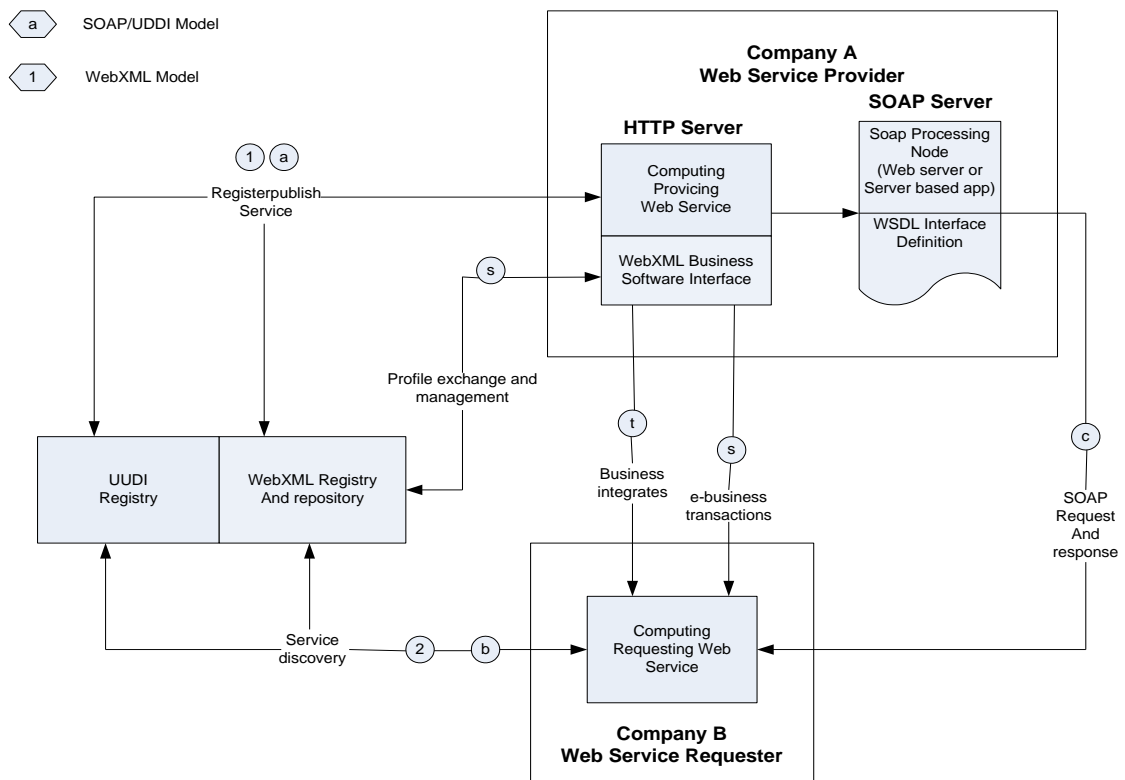 a
SOAP/UDDI Model
1
WebXML Model
Company A
Web Service Provider
HTTP Server
SOAP Server
Computing
Provicing
Web Service
WebXML Business
Software Interface
Soap Processing
Node
(Web server or
Server based app)
WSDL Interface
Definition
1
a
Registerpublish
Service
s
Profile exchange and
management
UUDI
Registry
WebXML Registry
And repository
t
Business
integrates
s
e-business
transactions
c
SOAP
Request
And
response
Service
discovery
2
b
Computing
Requesting Web
Service
Company B
Web Service Requester